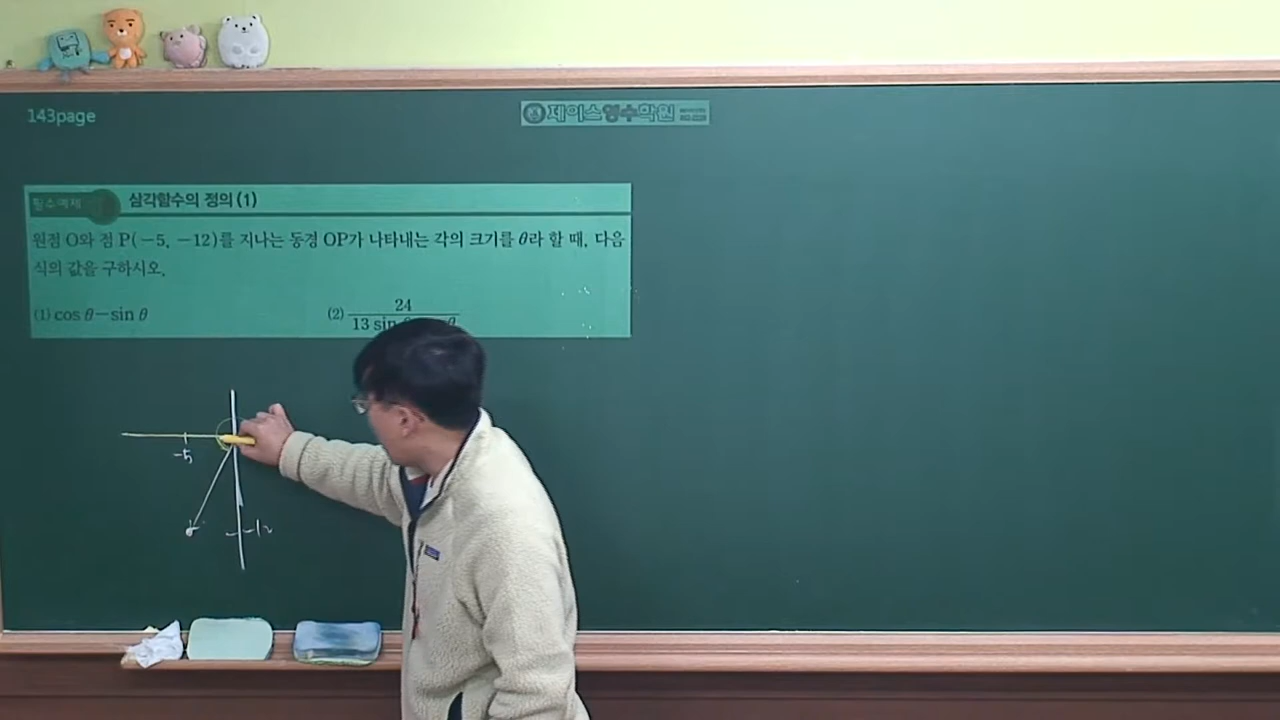 143page
제이스영수학원
필수예제 삼각함수의 정의 (1)
원점 O와 점 P(-5, -12)를 지나는 동경 OP가 나타내는 각의 크기를 θ라 할 때, 다음
식의 값을 구하시오.
(1) cos θ-sin θ
(2) 24
13 sin
-5
-12